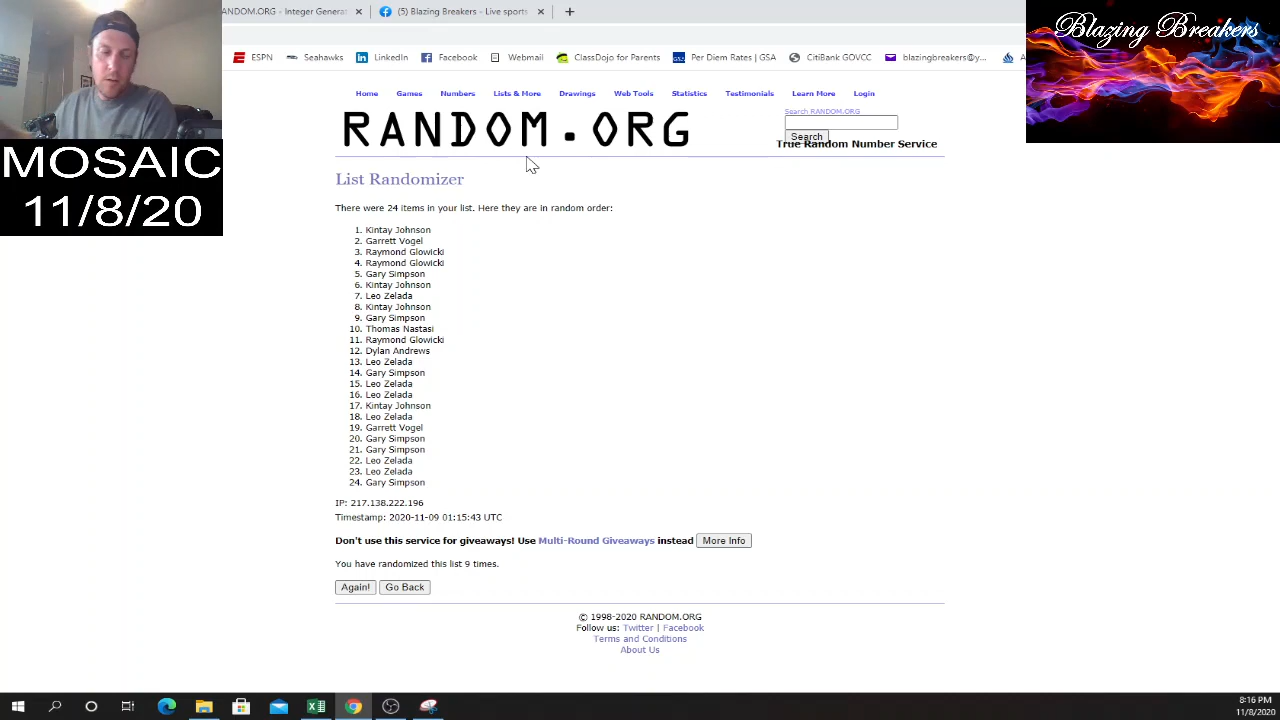 ANDOM.ORG - Integer Generat
(5) Blazing Breakers - Live sports
ESPN
Seahawks
LinkedIn
Facebook
Webmail
ClassDojo for Parents
Per Diem Rates | GSA
CitiBank GOVCC
blazingbreakers@y...
Blazing Breakers
Home Games Numbers Lists & More Drawings Web Tools Statistics Testimonials Learn More Login
RANDOM.ORG
Search RANDOM.ORG
Search
True Random Number Service
MOSAIC
11/8/20
List Randomizer
There were 24 items in your list. Here they are in random order:
1. Kintay Johnson
2. Garrett Vogel
3. Raymond Glowicki
4. Raymond Glowicki
5. Gary Simpson
6. Kintay Johnson
7. Leo Zelada
8. Kintay Johnson
9. Gary Simpson
10. Thomas Nastasi
11. Raymond Glowicki
12. Dylan Andrews
13. Leo Zelada
14. Gary Simpson
15. Leo Zelada
16. Leo Zelada
17. Kintay Johnson
18. Leo Zelada
19. Garrett Vogel
20. Gary Simpson
21. Gary Simpson
22. Leo Zelada
23. Leo Zelada
24. Gary Simpson
IP: 217.138.222.196
Timestamp: 2020-11-09 01:15:43 UTC
Don't use this service for giveaways! Use Multi-Round Giveaways instead More Info
You have randomized this list 9 times.
Again! Go Back
© 1998-2020 RANDOM.ORG
Follow us: Twitter | Facebook
Terms and Conditions
About Us
8:16 PM
11/8/2020